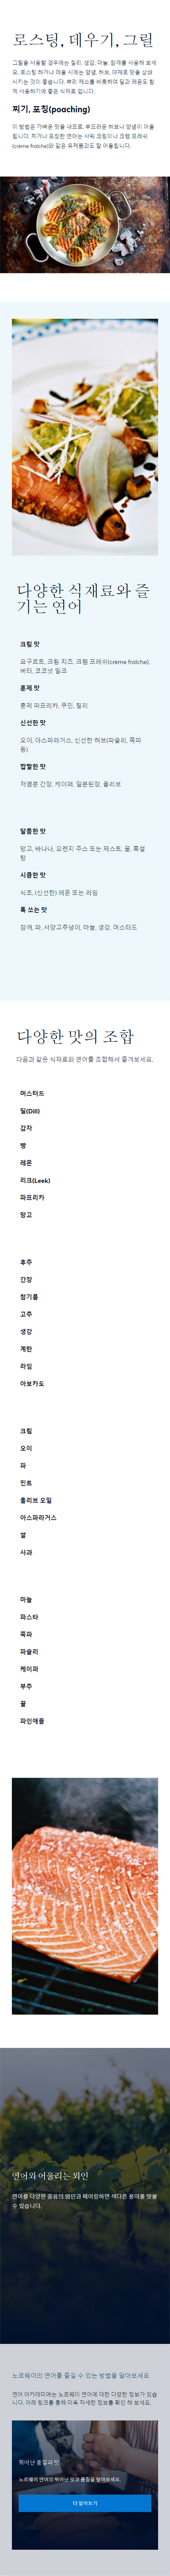 로스팅, 데우기, 그릴
그릴을 사용할 경우에는 칠리, 생강, 마늘, 참깨를 사용해 보세
요. 로스팅 하거나 데울 시에는 양념, 허브, 야채로 맛을 상쇄
시키는 것이 좋습니다. 뿌리 채소를 비롯하여 딜과 레몬도 함
께 사용하기에 좋은 식재료 입니다.
찌기, 포칭(poaching)
이 방법은 가벼운 맛을 내므로, 부드러운 허브나 양념이 어울
립니다. 찌거나 포칭한 연어는 사워 크림이나 크렘 프레쉬
(crème fraîche)와 같은 유제품과도 잘 어울립니다.
다양한 식재료와 즐
기는 연어
크림 맛
요구르트, 크림 치즈, 크렘 프레쉬(crème fraîche),
버터, 코코넛 밀크
훈제 맛
훈제 파프리카, 쿠민, 칠리
신선한 맛
오이, 아스파라거스, 신선한 허브(파슬리, 쪽파
등)
짭짤한 맛
저염분 간장, 케이퍼, 일본된장, 올리브
달콤한 맛
망고, 바나나, 오렌지 주스 또는 제스트, 꿀, 흑설
탕
시큼한 맛
식초, (신선한) 레몬 또는 라임
톡 쏘는 맛
참깨, 파, 서양고추냉이, 마늘, 생강, 머스터드
다양한 맛의 조합
다음과 같은 식재료와 연어를 조합해서 즐겨보세요.
머스터드
딜(Dill)
감자
빵
레몬
리크(Leek)
파프리카
망고
후추
간장
참기름
고추
생강
계란
라임
아보카도
크림
오이
파
민트
올리브 오일
아스파라거스
쌀
사과
마늘
파스타
쪽파
파슬리
케이퍼
부추
꿀
파인애플
연어와 어울리는 와인
연어를 다양한 종류의 와인과 페어링하면 색다른 풍미를 맛볼
수 있습니다.
노르웨이의 연어를 즐길 수 있는 방법을 알아보세요
연어 아카데미에는 노르웨이 연어에 대한 다양한 정보가 있습
니다. 아래 링크를 통해 더욱 자세한 정보를 확인 해 보세요.
뛰어난 품질과 맛
노르웨이 연어의 뛰어난 맛과 품질을 알아보세요.
더 알아보기